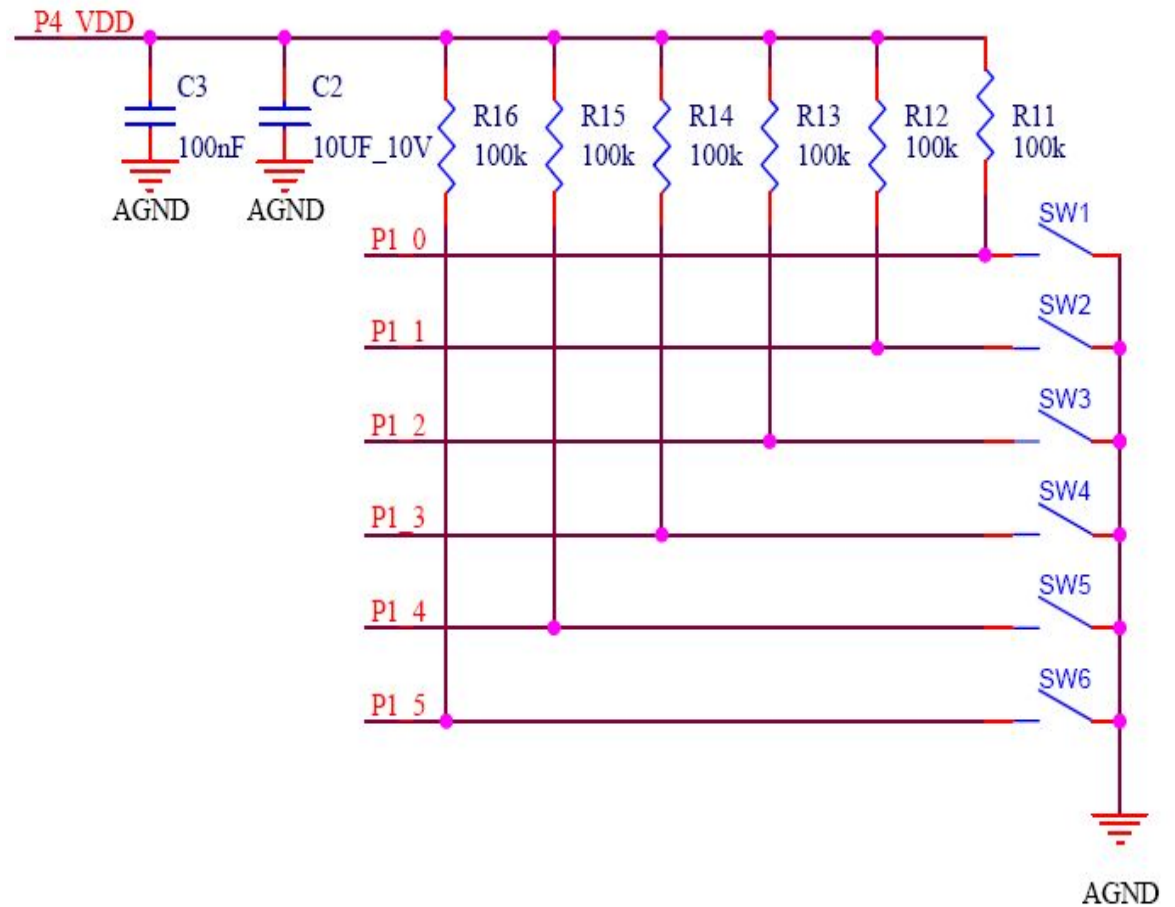 P4_VDD
C3
100nF
AGND
C2
10UF_10V
AGND
R16
100k
R15
100k
R14
100k
R13
100k
R12
100k
R11
100k
P1_0
SW1
P1_1
SW2
P1_2
SW3
P1_3
SW4
P1_4
SW5
P1_5
SW6
AGND